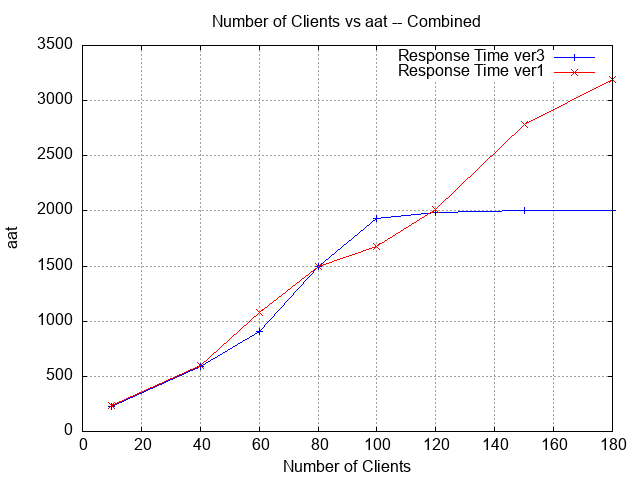 Number of Clients vs aat -- Combined
Response Time ver3
Response Time ver1
3500
3000
2500
2000
1500
1000
500
0
aat
0 20 40 60 80 100 120 140 160 180
Number of Clients